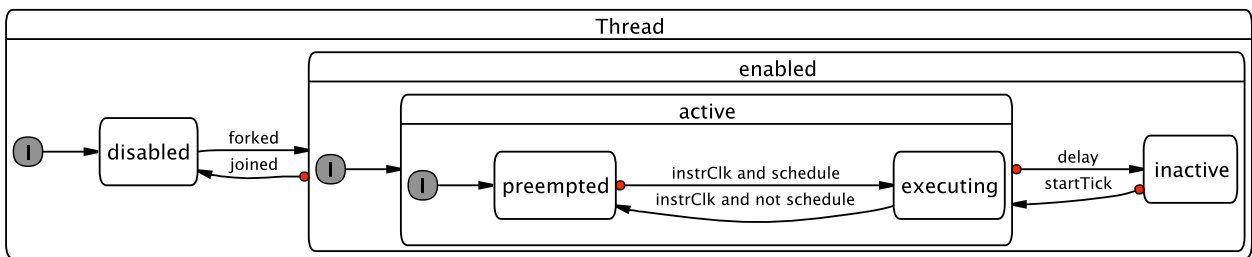 Thread
enabled
active
I
disabled
forked
joined
I
I
preempted
instrClk and schedule
instrClk and not schedule
executing
delay
startTick
inactive